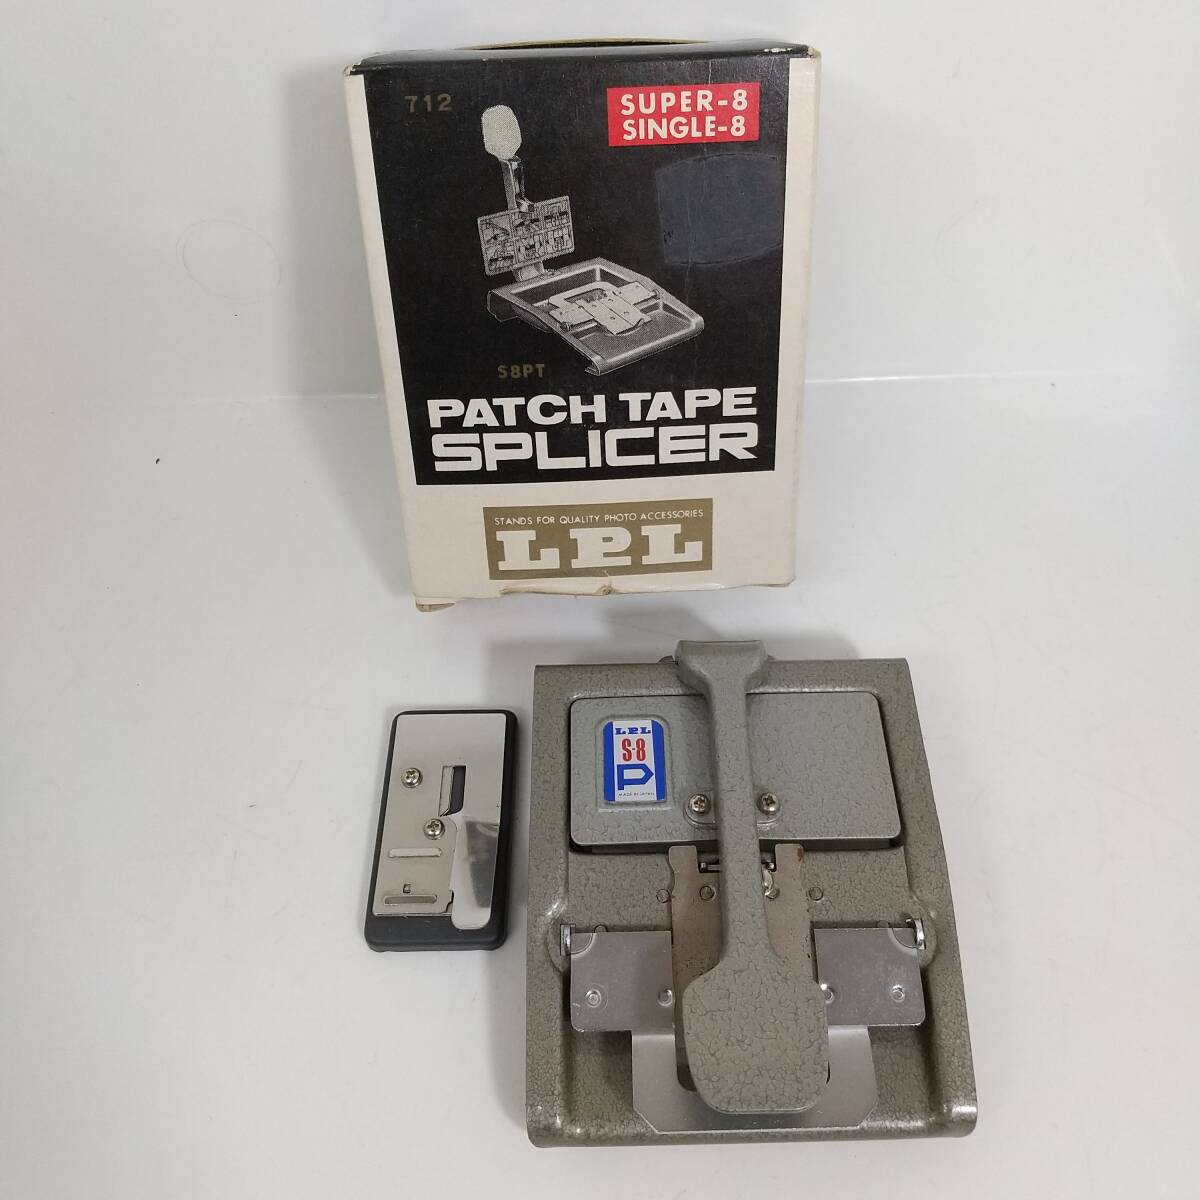 712
SUPER-8
SINGLE-8
S8PT
PATCH TAPE
SPLICER
STANDS FOR QUALITY PHOTO ACCESSORIES
LPL
LPL
S-8
P
MADE IN JAPAN